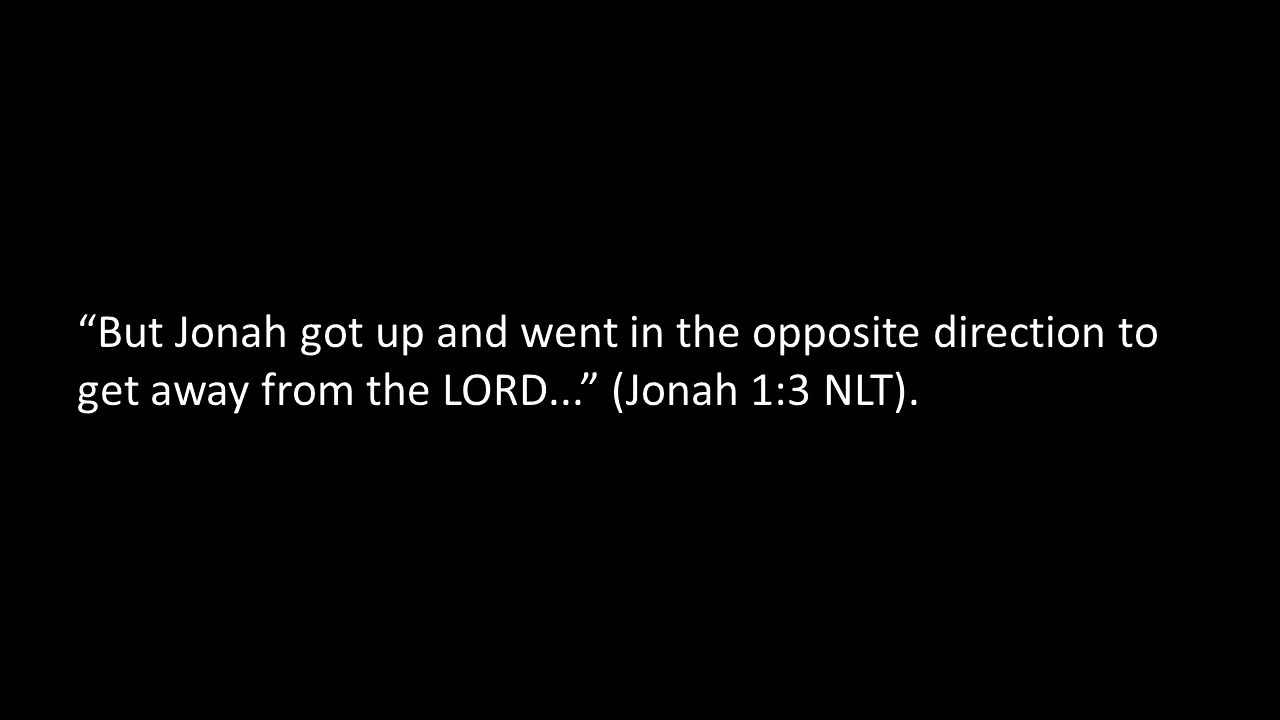 “But Jonah got up and went in the opposite direction to
get away from the LORD...” (Jonah 1:3 NLT).